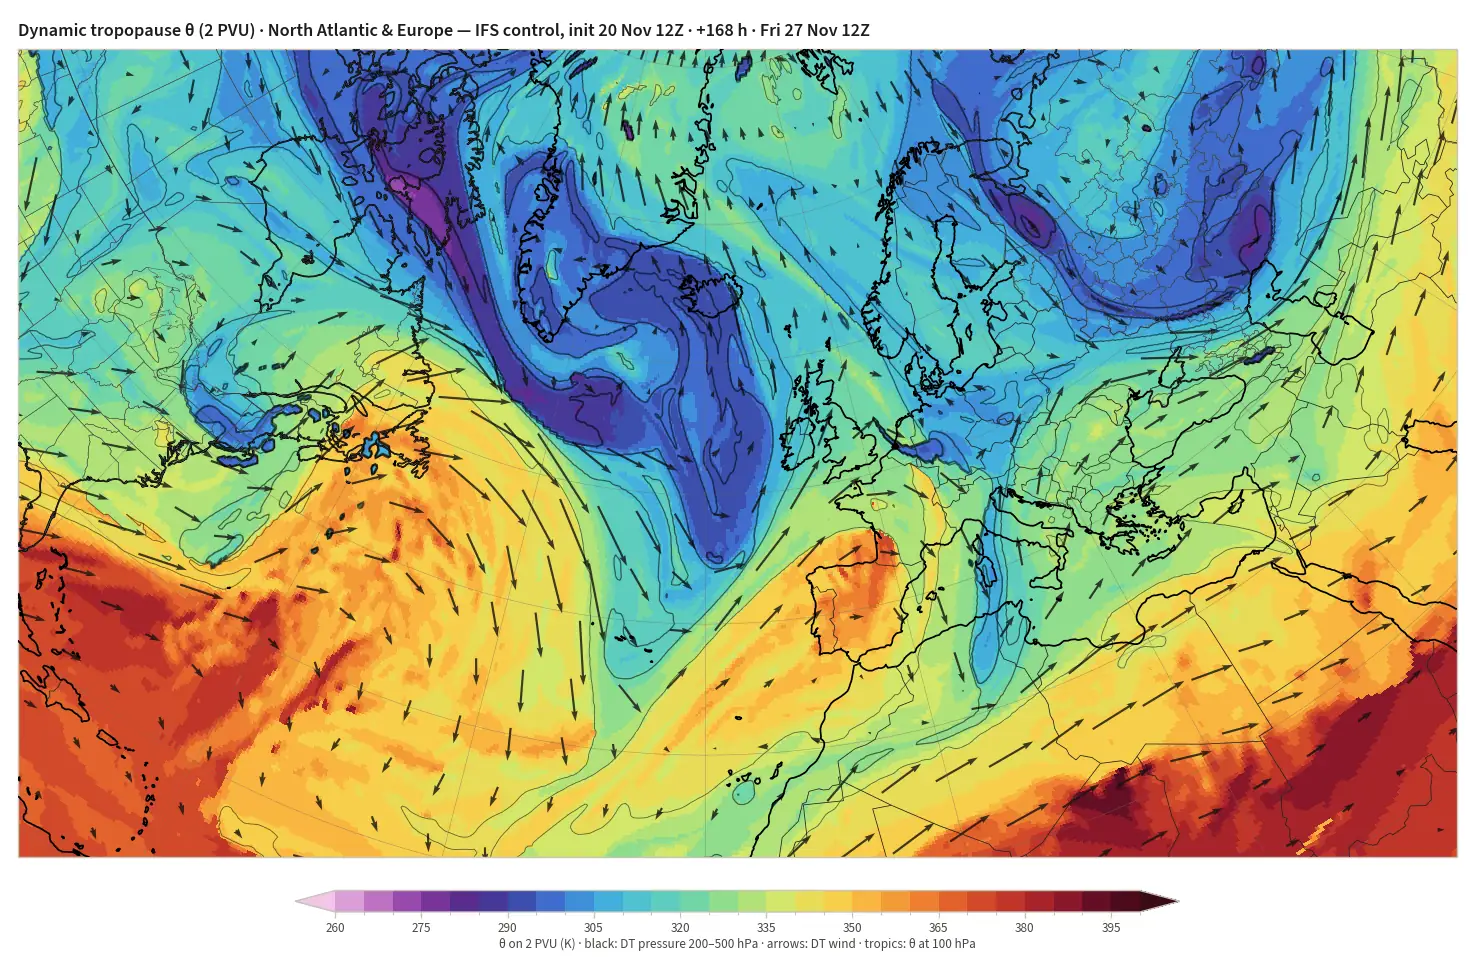 Dynamic tropopause θ (2 PVU) · North Atlantic & Europe — IFS control, init 20 Nov 12Z · +168 h · Fri 27 Nov 12Z
260 275 290 305 320 335 350 365 380 395
θ on 2 PVU (K) · black: DT pressure 200–500 hPa · arrows: DT wind · tropics: θ at 100 hPa